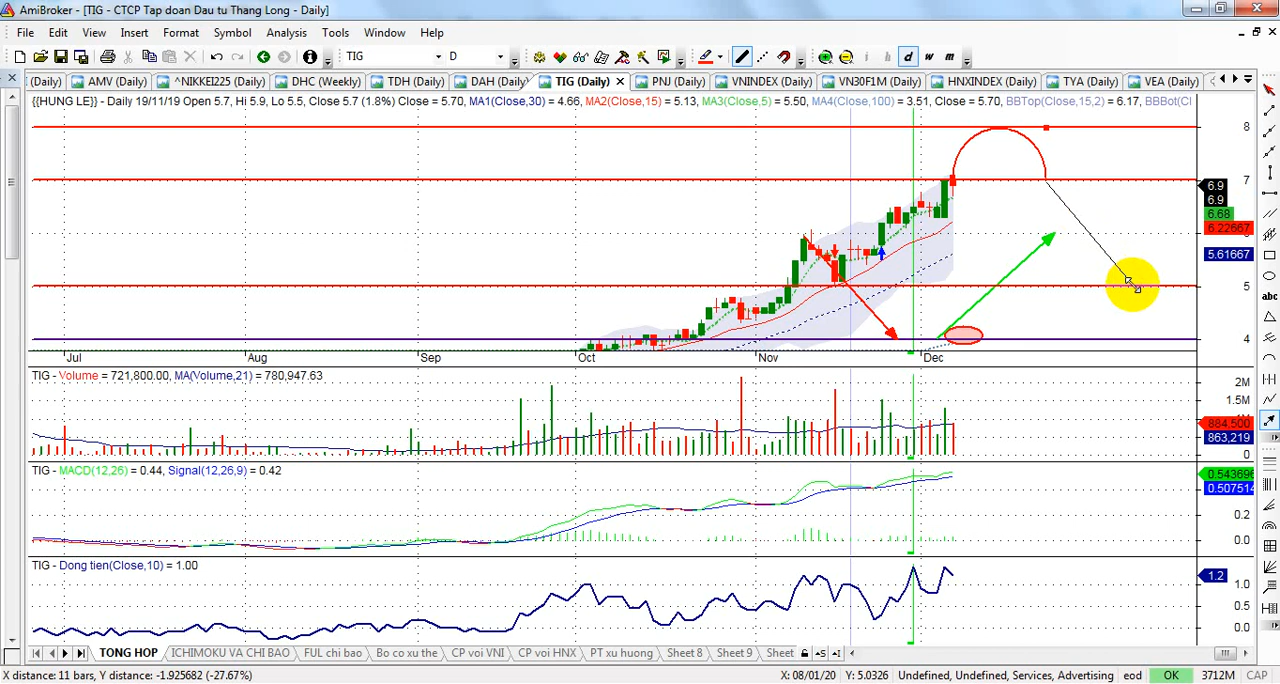 AmiBroker - [TIG - CTCP Tap doan Dau tu Thang Long - Daily]
File Edit View Insert Format Symbol Analysis Tools Window Help
TIG D d w m
(Daily) AMV (Daily) ^NIKKEI225 (Daily) DHC (Weekly) TDH (Daily) DAH (Daily) TIG (Daily) PNJ (Daily) VNINDEX (Daily) VN30F1M (Daily) HNXINDEX (Daily) TYA (Daily) VEA (Daily)
{{HUNG LE}} - Daily 19/11/19 Open 5.7, Hi 5.9, Lo 5.5, Close 5.7 (1.8%) Close = 5.70, MA1(Close,30) = 4.66, MA2(Close,15) = 5.13, MA3(Close,5) = 5.50, MA4(Close,100) = 3.51, Close = 5.70, BBTop(Close,15,2) = 6.17, BBBot(Cl
8
7
6.9
6.9
6.68
6.22667
5.61667
5
4
abc
Jul Aug Sep Oct Nov Dec
TIG - Volume = 721,800.00, MA(Volume,21) = 780,947.63
2M
1.5M
884,500
863,219
0
TIG - MACD(12,26) = 0.44, Signal(12,26,9) = 0.42
0.543696
0.507514
0.2
0.0
TIG - Dong tien(Close,10) = 1.00
1.2
1.0
0.5
0.0
TONG HOP ICHIMOKU VA CHI BAO FUL chi bao Bo co xu the CP voi VNI CP voi HNX PT xu huong Sheet 8 Sheet 9 Sheet
X distance: 11 bars, Y distance: -1.925682 (-27.67%) X: 08/01/20 Y: 5.0326 Undefined, Undefined, Services, Advertising eod OK 3712M CAP